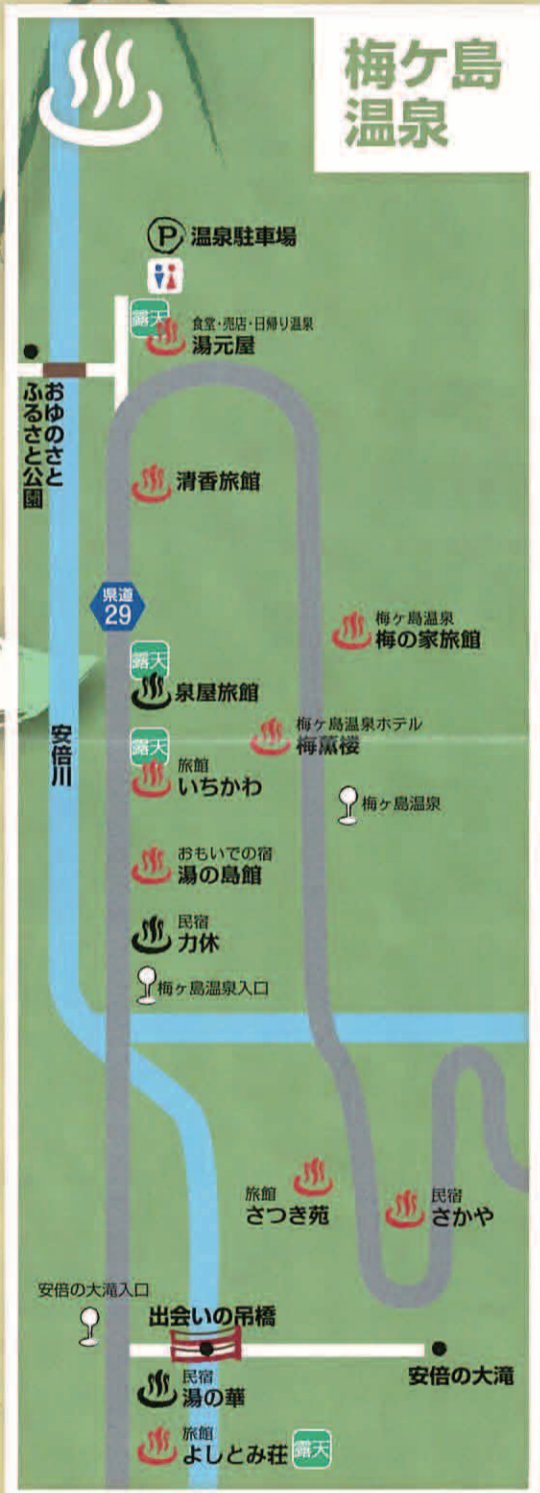 梅ケ島
温泉
P 温泉駐車場
露天
食堂・売店・日帰り温泉
湯元屋
おゆのさと
ふるさと公園
清香旅館
県道
29
梅ヶ島温泉
梅の家旅館
露天
泉屋旅館
梅ヶ島温泉ホテル
梅薫楼
安倍川
露天
旅館
いちかわ
梅ヶ島温泉
おもいでの宿
湯の島館
民宿
力休
梅ヶ島温泉入口
旅館
さつき苑
民宿
さかや
安倍の大滝入口
出会いの吊橋
安倍の大滝
民宿
湯の華
旅館
よしとみ荘 露天